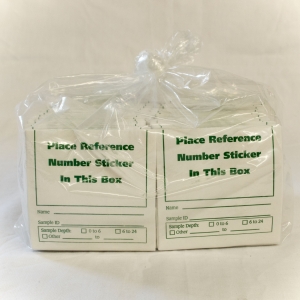 Place Reference
Number Sticker
In This Box
Name
Sample ID
Sample Depth: 0 to 6 6 to 24
Other to
Place Reference
Number Sticker
In This Box
Name
Sample ID
Sample Depth: 0 to 6 6 to 24
Other to